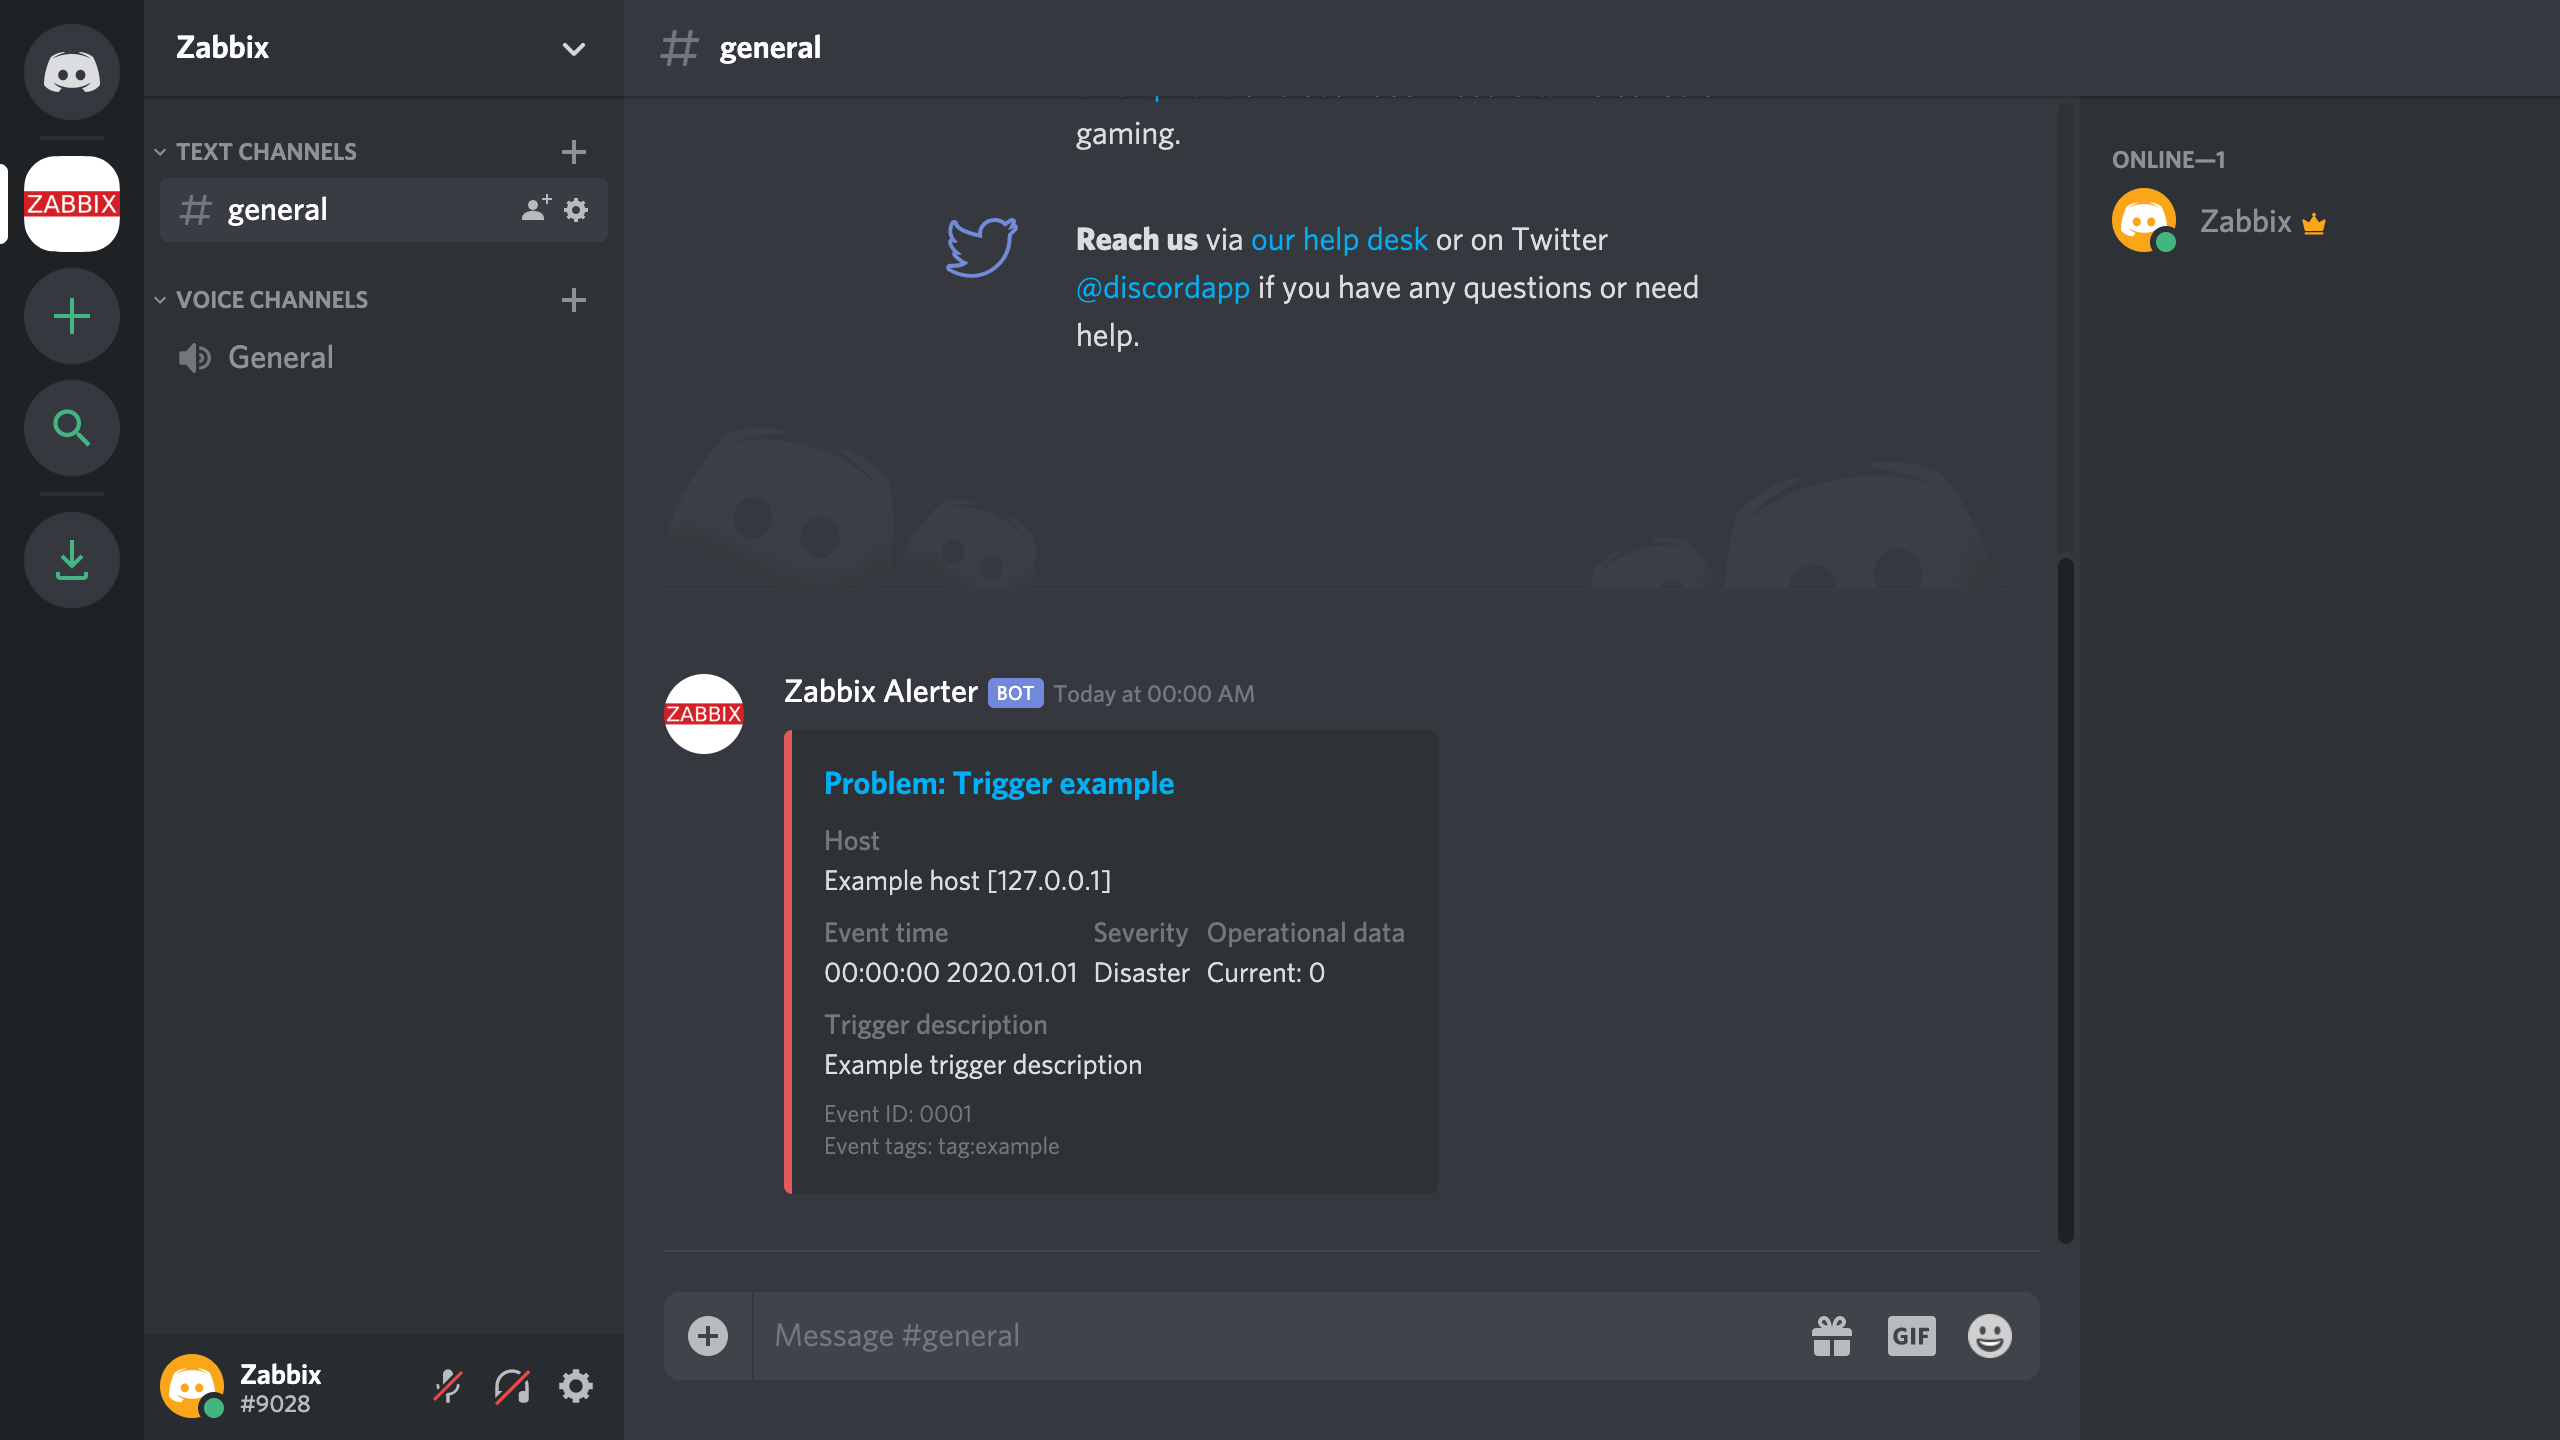 Zabbix
general
TEXT CHANNELS
general
VOICE CHANNELS
General
ZABBIX
gaming.
Reach us via our help desk or on Twitter
@discordapp if you have any questions or need
help.
ZABBIX
Zabbix Alerter BOT Today at 00:00 AM
Problem: Trigger example
Host
Example host [127.0.0.1]
Event time Severity Operational data
00:00:00 2020.01.01 Disaster Current: 0
Trigger description
Example trigger description
Event ID: 0001
Event tags: tag:example
Message #general
GIF
ONLINE—1
Zabbix
Zabbix
#9028